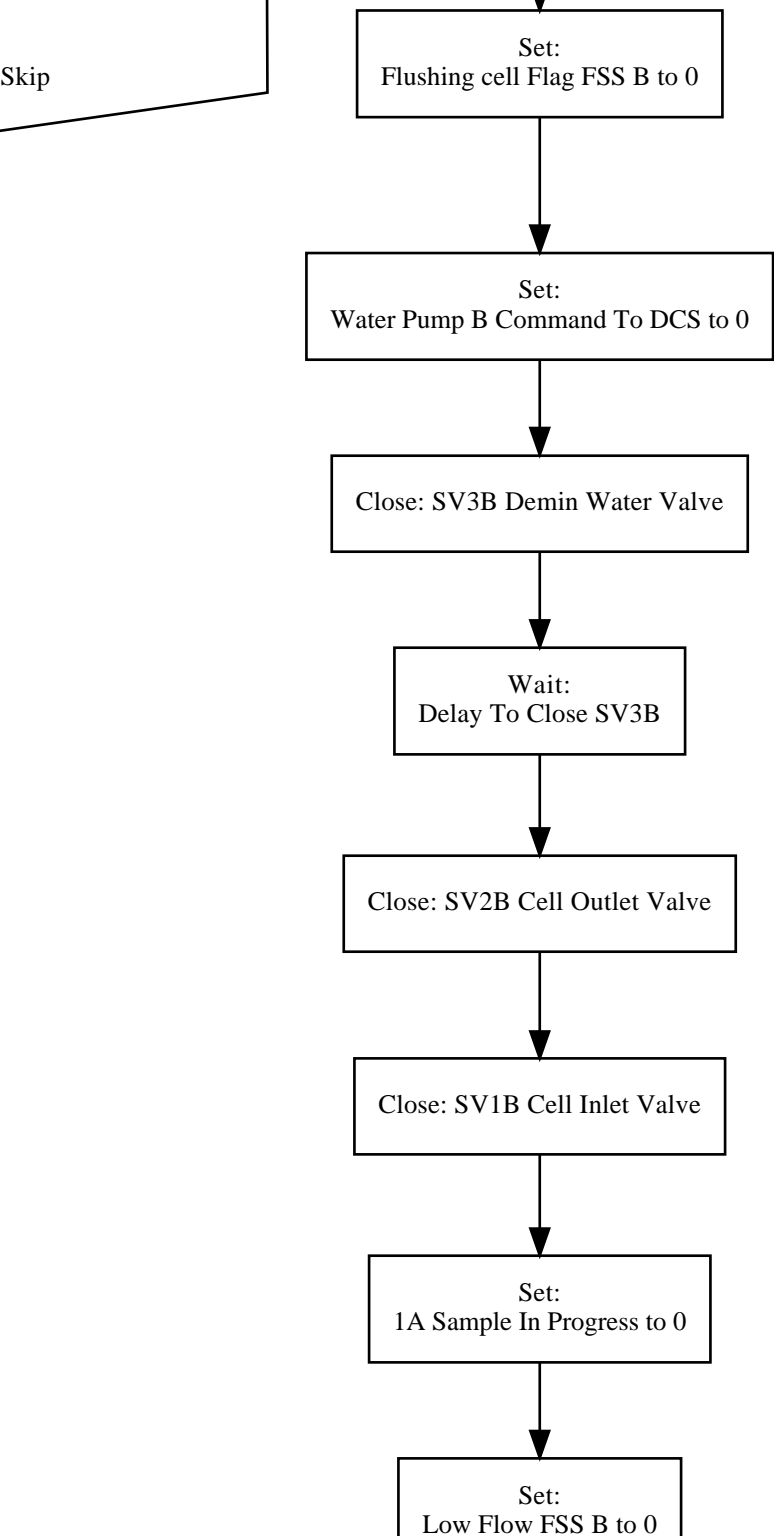 Skip
Set:
Flushing cell Flag FSS B to 0
Set:
Water Pump B Command To DCS to 0
Close: SV3B Demin Water Valve
Wait:
Delay To Close SV3B
Close: SV2B Cell Outlet Valve
Close: SV1B Cell Inlet Valve
Set:
1A Sample In Progress to 0
Set:
Low Flow FSS B to 0